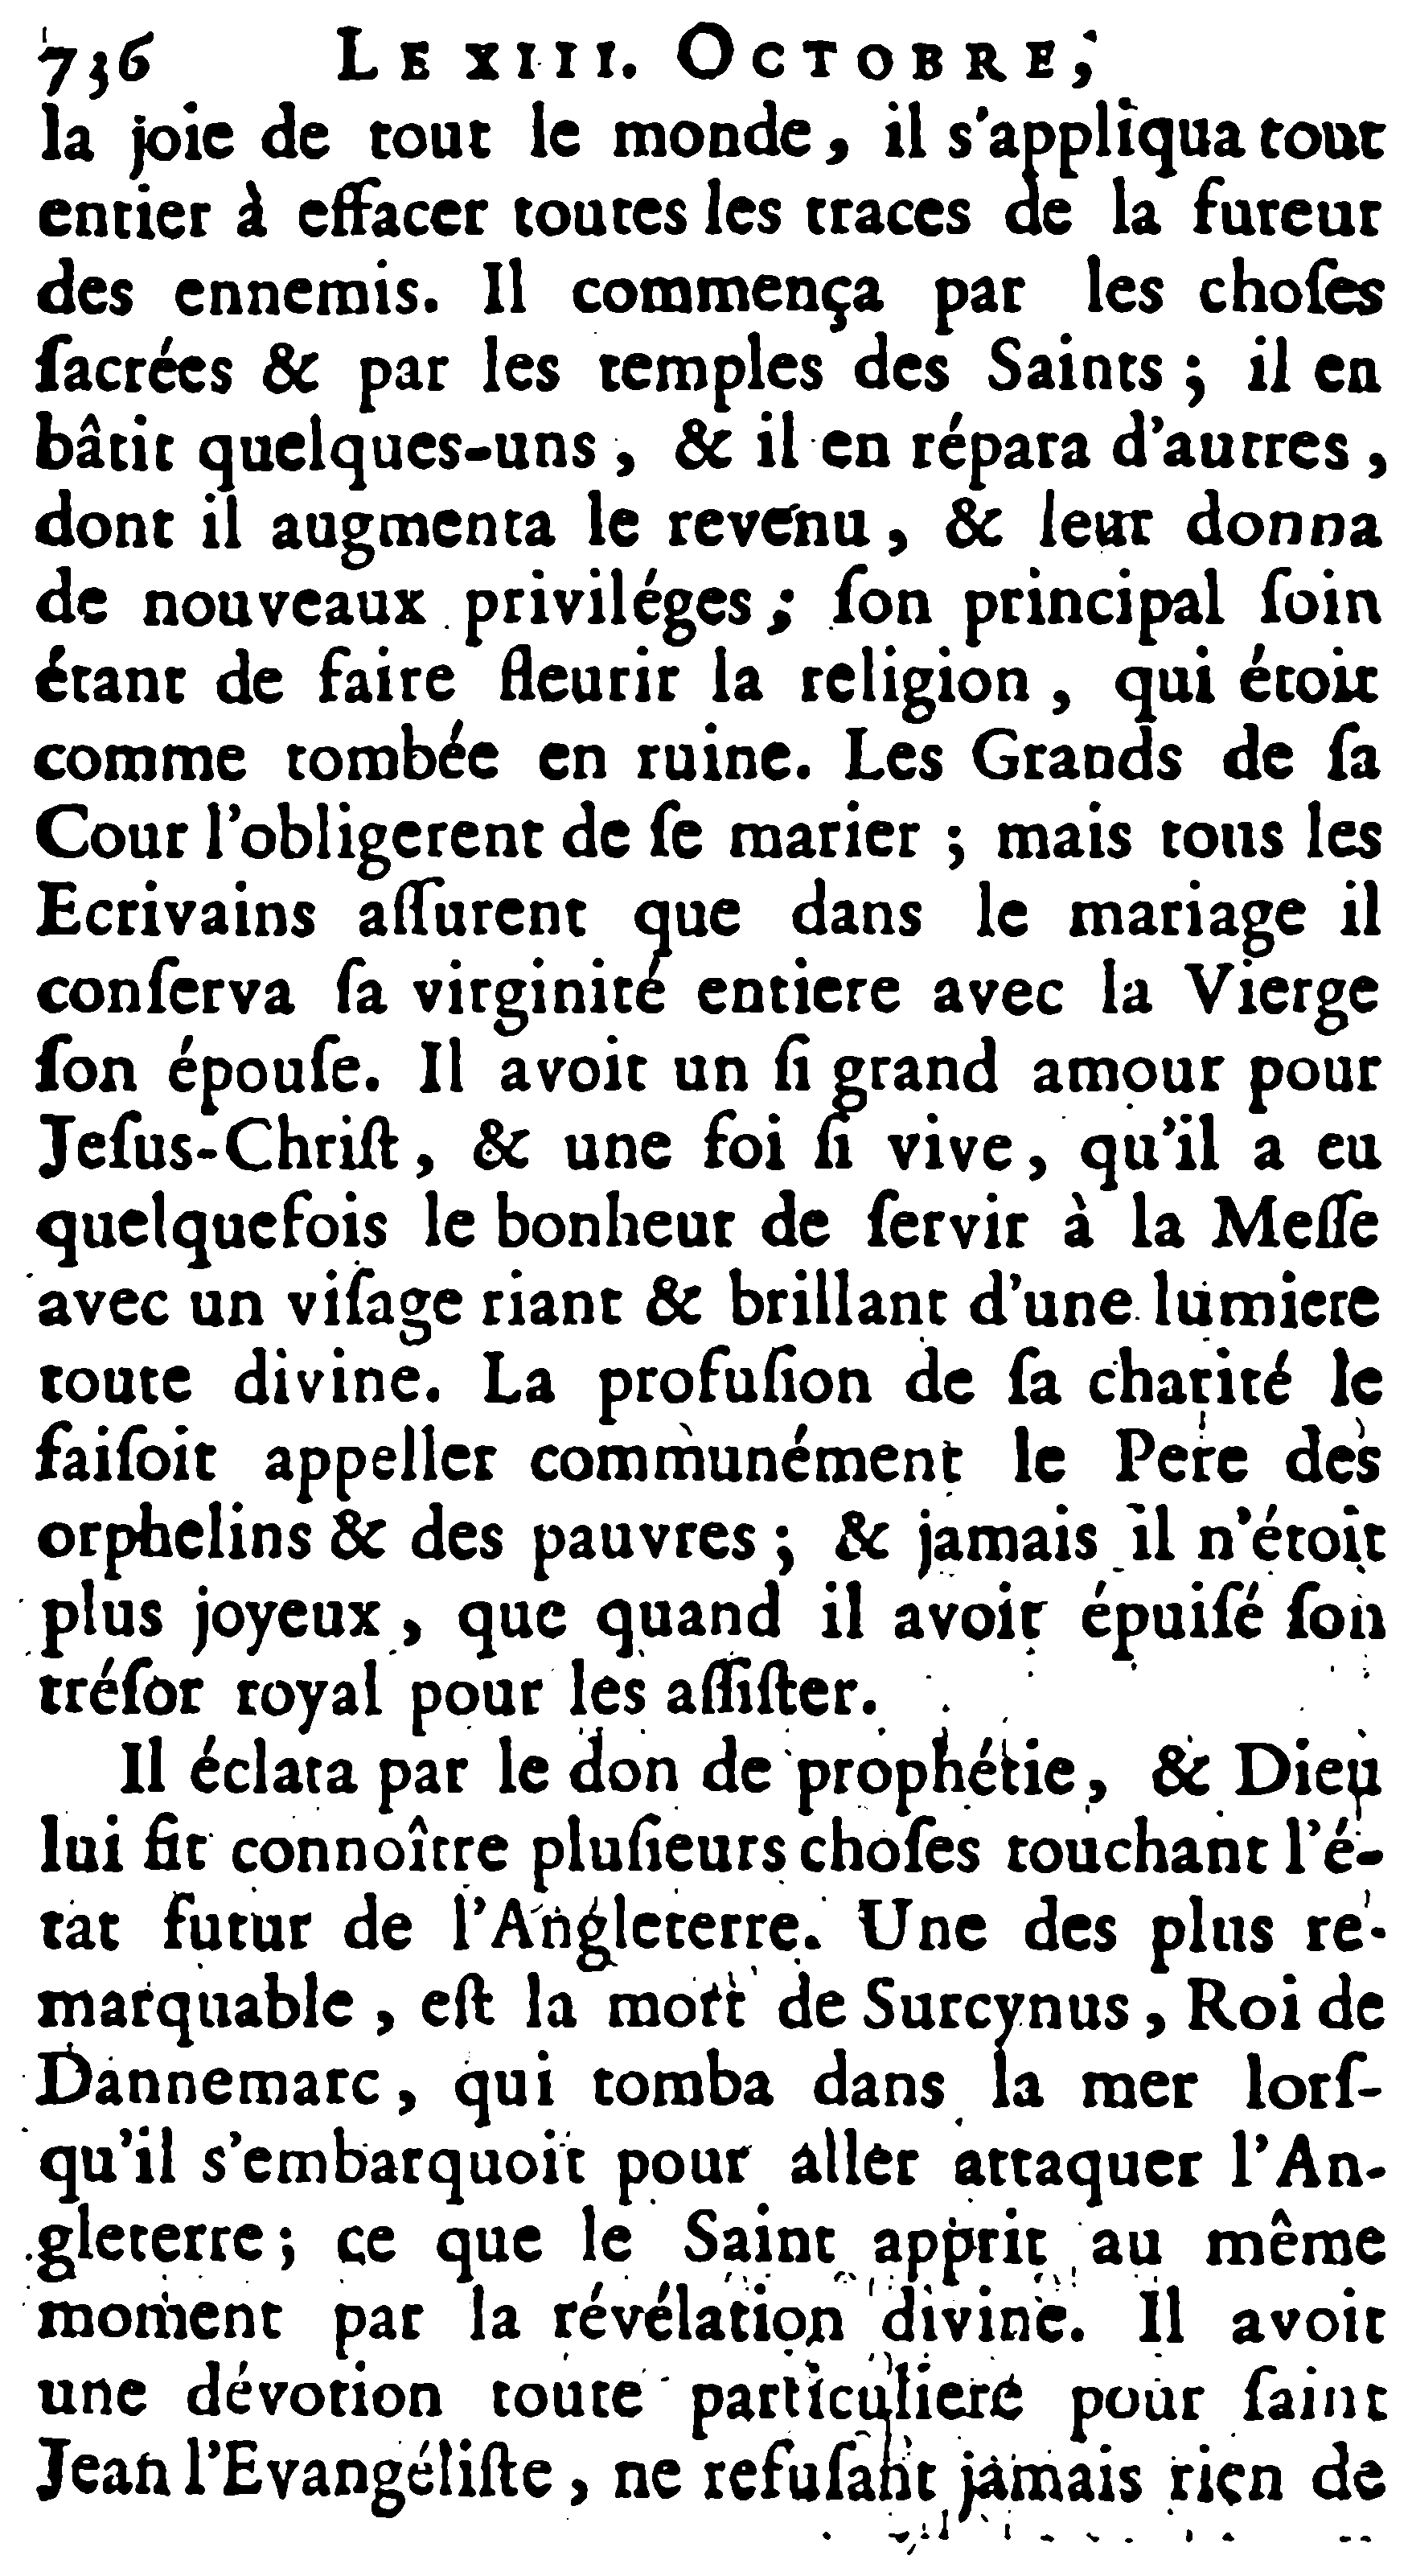 736 LE XIII. OCTOBRE,
la joie de tout le monde, il s'appliqua tout
entier à effacer toutes les traces de la fureur
des ennemis. Il commença par les choſes
ſacrées & par les temples des Saints ; il en
bâtit quelques-uns, & il en répara d'autres,
dont il augmenta le revenu, & leur donna
de nouveaux priviléges ; ſon principal ſoin
étant de faire fleurir la religion, qui étoit
comme tombée en ruine. Les Grands de ſa
Cour l'obligerent de ſe marier ; mais tous les
Ecrivains aſſurent que dans le mariage il
conſerva ſa virginité entiere avec la Vierge
ſon épouſe. Il avoit un ſi grand amour pour
Jeſus-Chriſt, & une foi ſi vive, qu'il a eu
quelquefois le bonheur de ſervir à la Meſſe
avec un viſage riant & brillant d'une lumiere
toute divine. La profuſion de ſa charité le
faiſoit appeller communément le Pere des
orphelins & des pauvres ; & jamais il n'étoit
plus joyeux, que quand il avoit épuiſé ſon
tréſor royal pour les aſſiſter.
Il éclata par le don de prophétie, & Dieu
lui fit connoître pluſieurs choſes touchant l'é-
tat futur de l'Angleterre. Une des plus re-
marquable, eſt la mort de Surcynus, Roi de
Dannemarc, qui tomba dans la mer lorſ-
qu'il s'embarquoit pour aller attaquer l'An-
gleterre ; ce que le Saint apprit au même
moment par la révélation divine. Il avoit
une dévotion toute particuliere pour ſaint
Jean l'Evangéliſte, ne refuſant jamais rien de